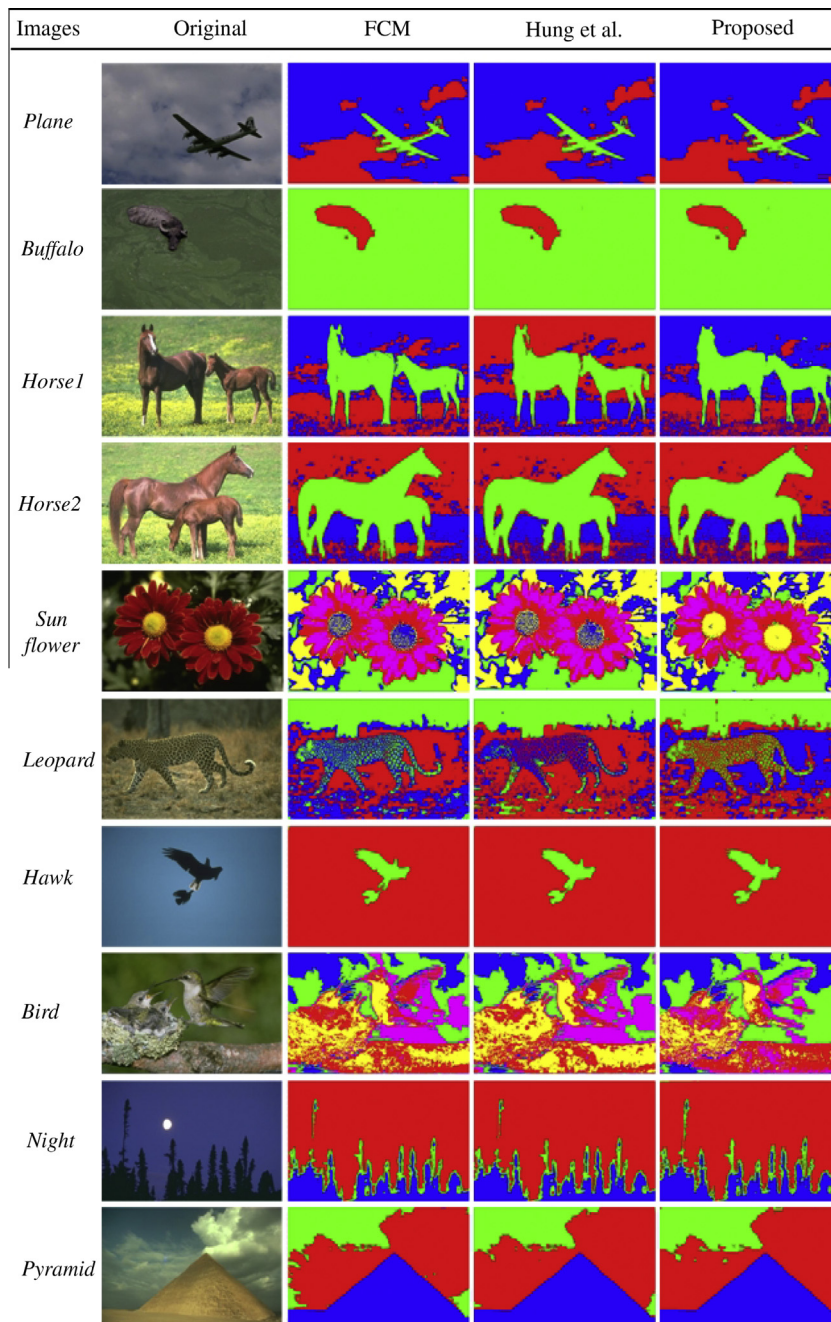 Images Original FCM Hung et al. Proposed
Plane
Buffalo
Horse1
Horse2
Sun
flower
Leopard
Hawk
Bird
Night
Pyramid